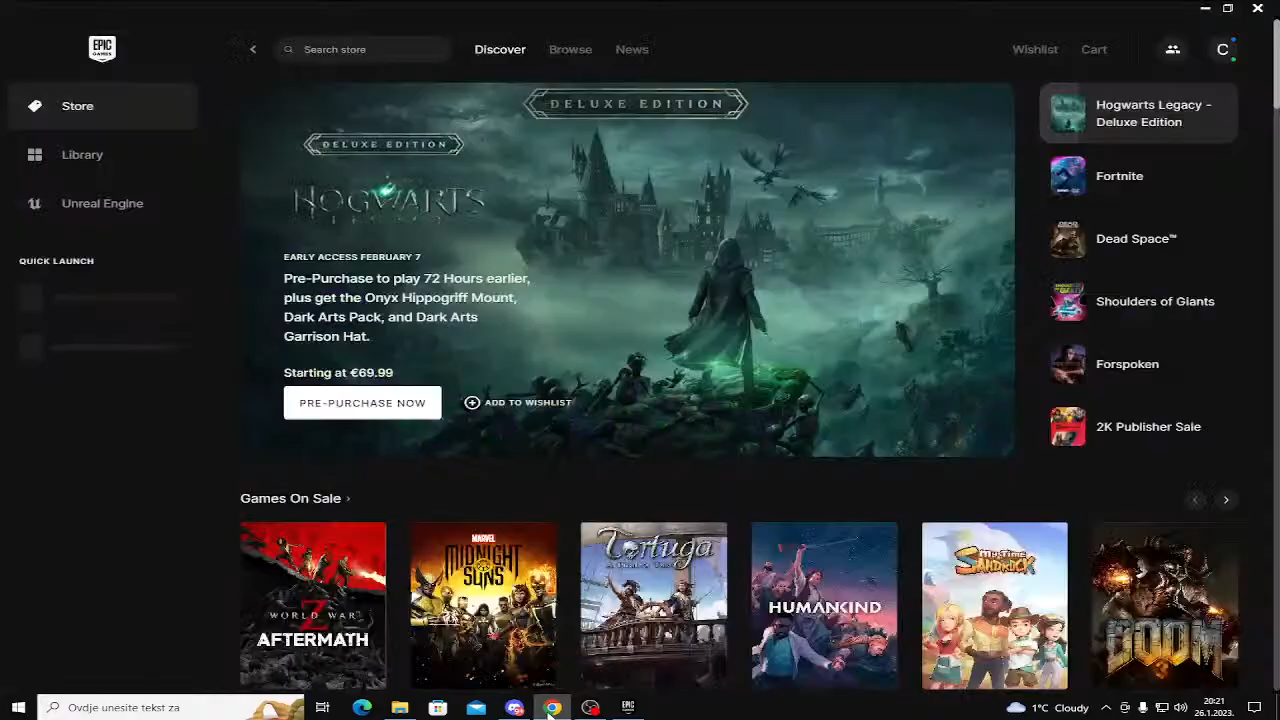 EPIC
GAMES
Search store
Discover
Browse
News
Wishlist
Cart
C
Store
Library
Unreal Engine
QUICK LAUNCH
DELUXE EDITION
DELUXE EDITION
HOGWARTS
LEGACY
EARLY ACCESS FEBRUARY 7
Pre-Purchase to play 72 Hours earlier,
plus get the Onyx Hippogriff Mount,
Dark Arts Pack, and Dark Arts
Garrison Hat.
Starting at €69.99
PRE-PURCHASE NOW
ADD TO WISHLIST
Hogwarts Legacy -
Deluxe Edition
Fortnite
Dead Space™
Shoulders of Giants
Forspoken
2K Publisher Sale
Games On Sale
WORLD WAR
Z
AFTERMATH
MARVEL
MIDNIGHT
SUNS
Tortuga
HUMANKIND
MY TIME
SANDROCK
DOOM
Ovdje unesite tekst za
EPIC
1°C Cloudy
20:21
26.1.2023.